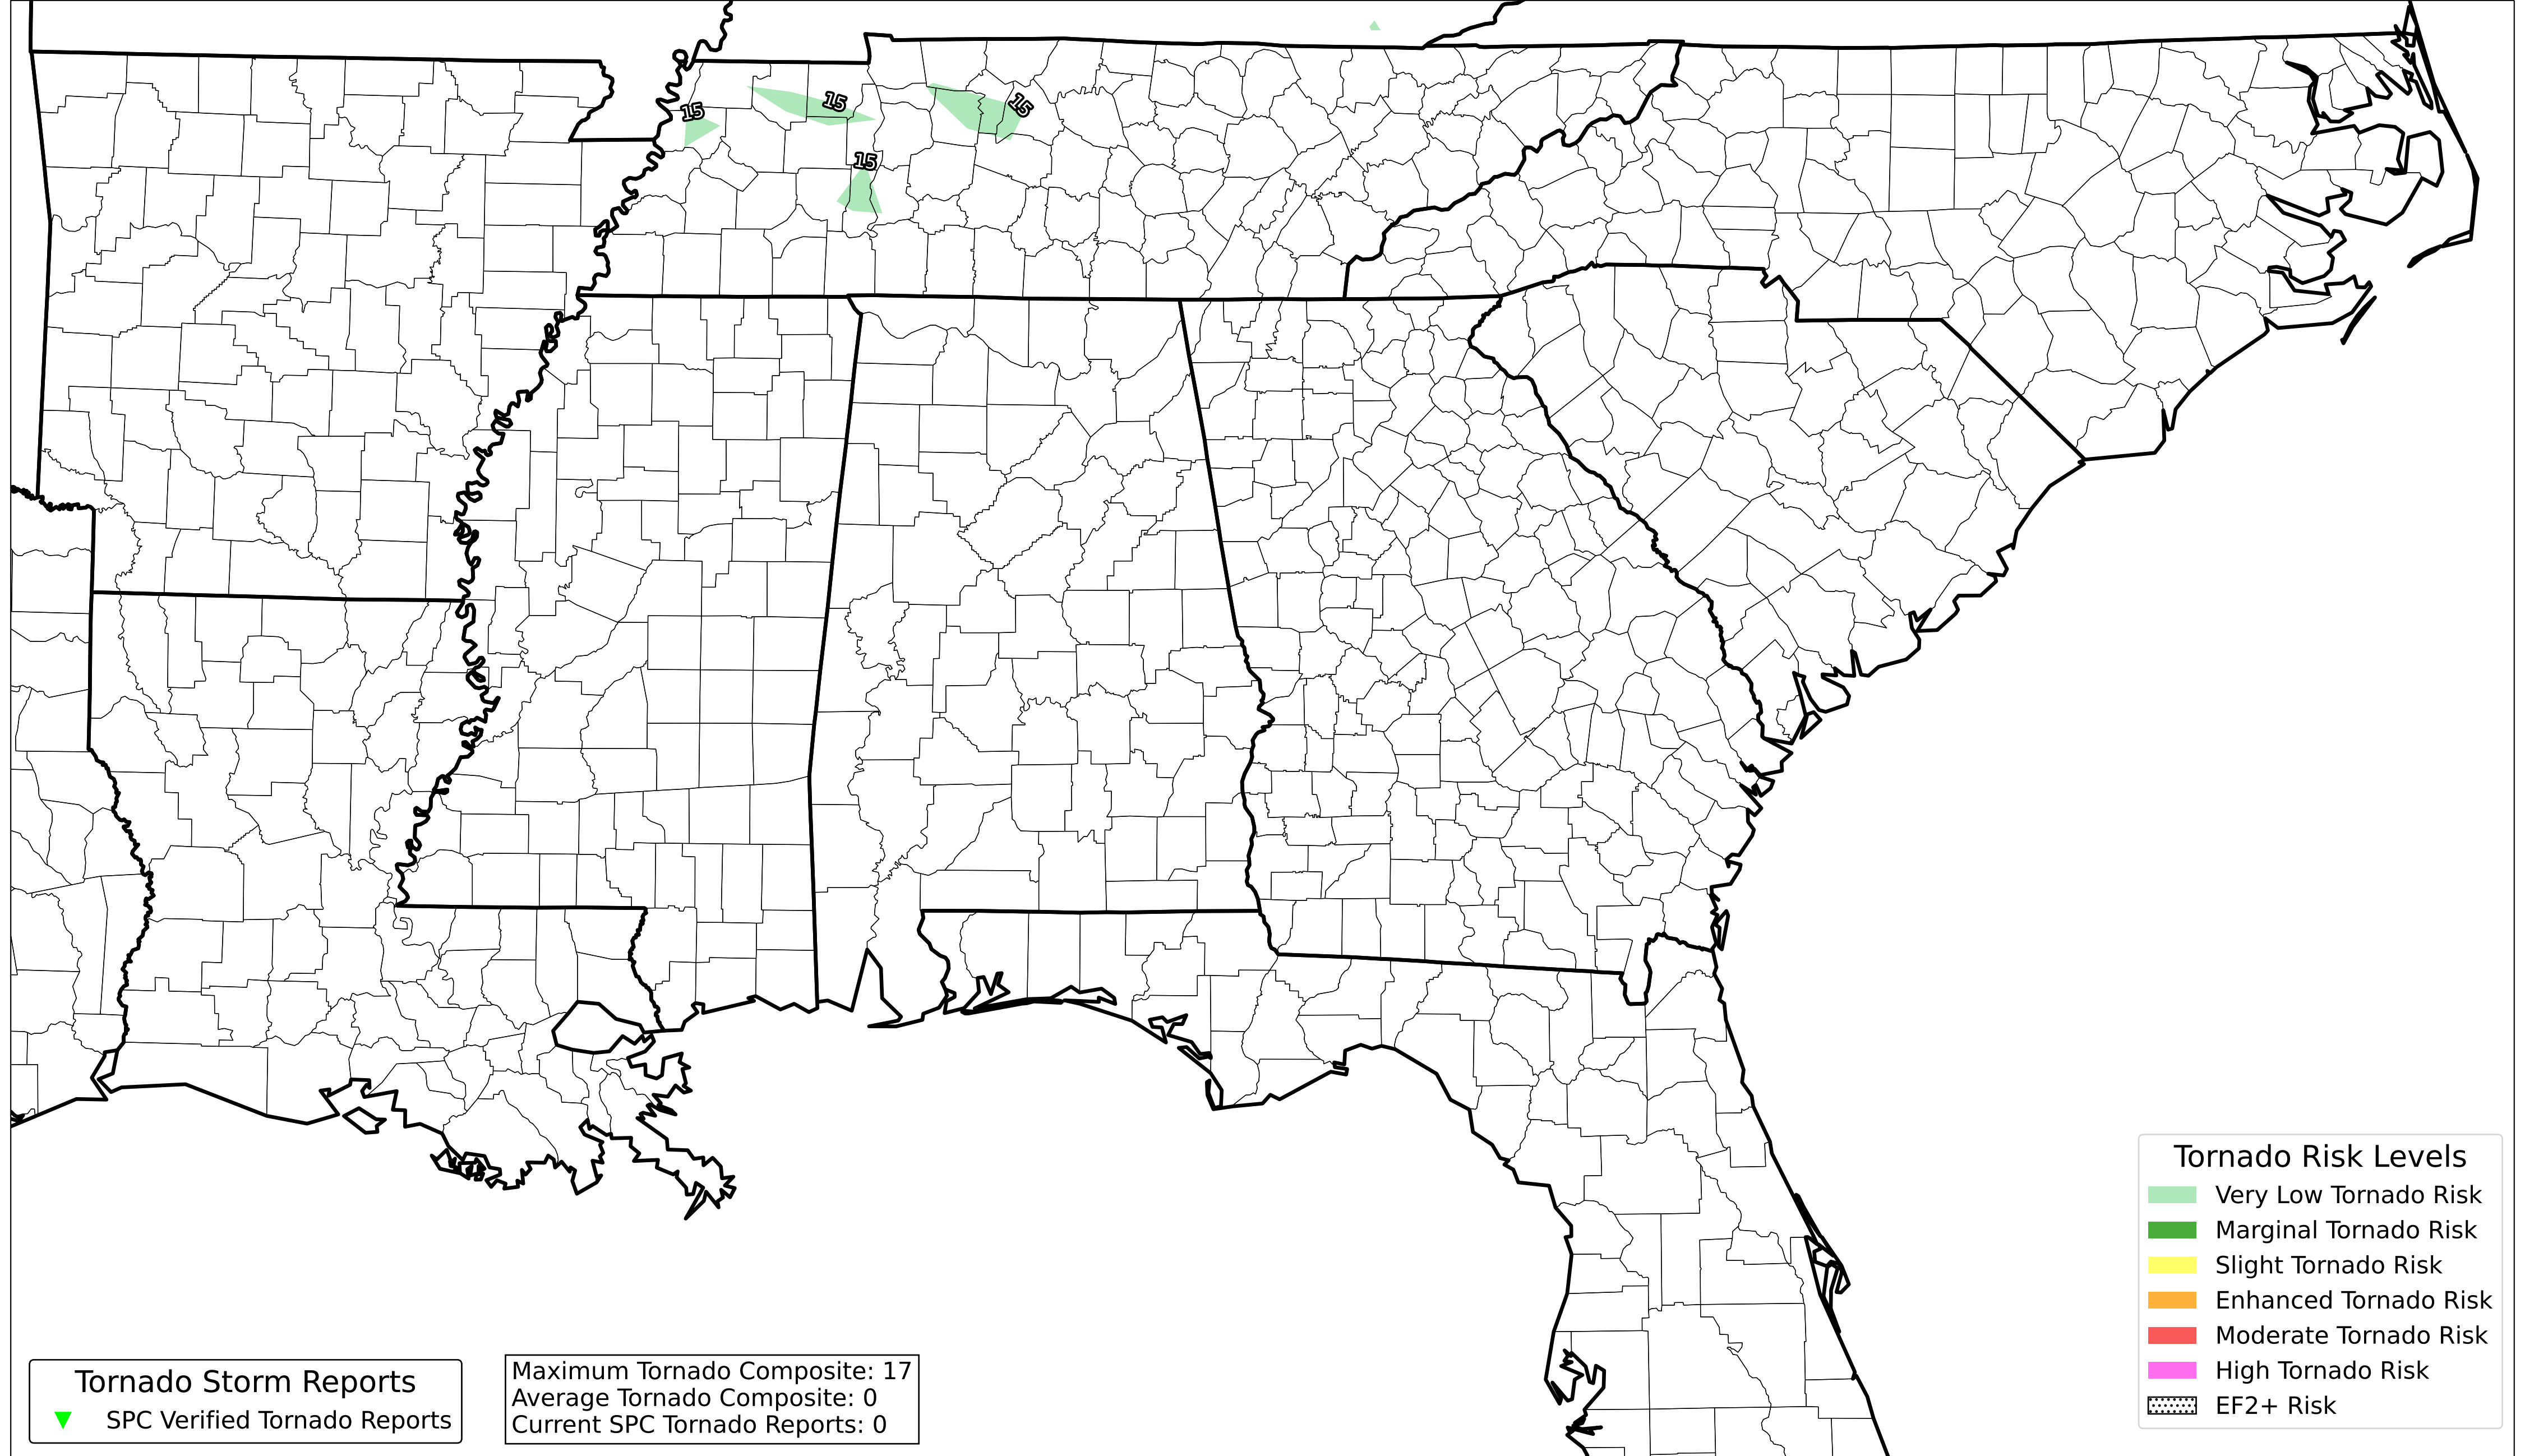 15
15
15
15
Tornado Risk Levels
Very Low Tornado Risk
Marginal Tornado Risk
Slight Tornado Risk
Enhanced Tornado Risk
Moderate Tornado Risk
High Tornado Risk
EF2+ Risk
Tornado Storm Reports
SPC Verified Tornado Reports
Maximum Tornado Composite: 17
Average Tornado Composite: 0
Current SPC Tornado Reports: 0